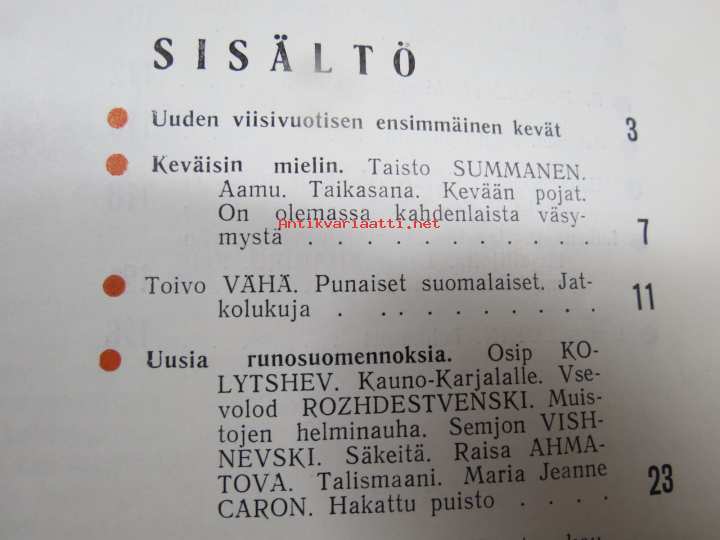 SISÄLTÖ
Uuden viisivuotisen ensimmäinen kevät 3
Keväisin mielin. Taisto SUMMANEN.
Aamu. Taikasana. Kevään pojat.
On olemassa kahdenlaista väsy-
Antikvariaatti.net
mystä . . . . . . . . . . . 7
Toivo VÄHÄ. Punaiset suomalaiset. Jat-
kolukuja . . . . . . . . . 11
Uusia runosuomennoksia. Osip KO-
LYTSHEV. Kauno-Karjalalle. Vse-
volod ROZHDESTVENSKI. Muis-
tojen helminauha. Semjon VISH-
NEVSKI. Säkeitä. Raisa AHMA-
TOVA. Talismaani. Maria Jeanne
CARON. Hakattu puisto . . . . 23